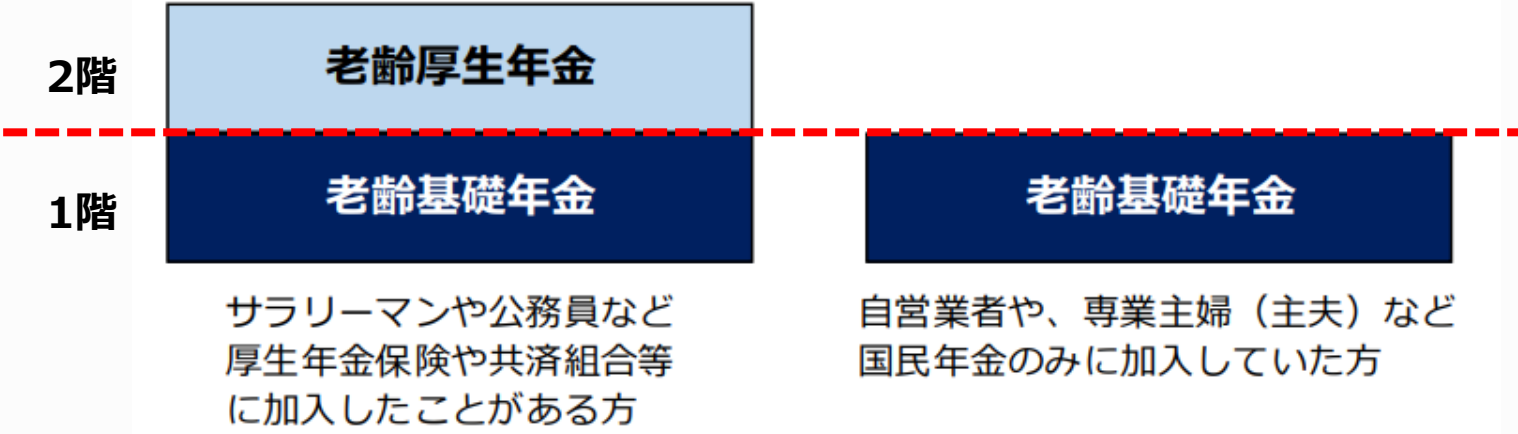 2階
老齢厚生年金
1階
老齢基礎年金
老齢基礎年金
サラリーマンや公務員など
厚生年金保険や共済組合等
に加入したことがある方
自営業者や、専業主婦（主夫）など
国民年金のみに加入していた方